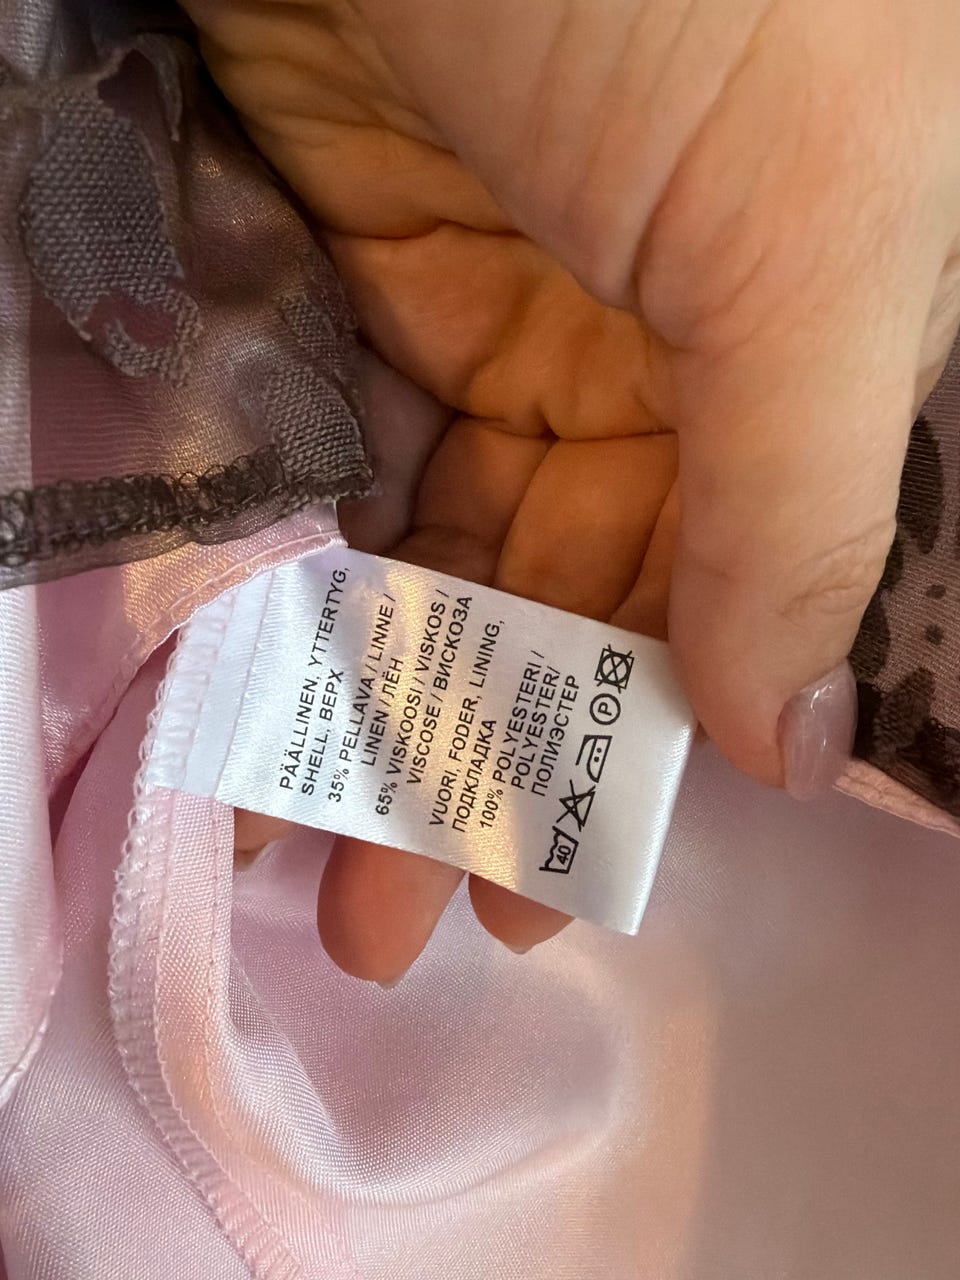 PÄÄLLINEN, YTTERTYG,
SHELL, ВЕРХ
35% PELLAVA / LINNE /
LINEN / ЛЁН
65% VISKOOSI / VISKOS /
VISCOSE / ВИСКОЗА
VUORI, FODER, LINING,
ПОДКЛАДКА
100% POLYESTERI /
POLYESTER/
ПОЛИЭСТЕР
40 P